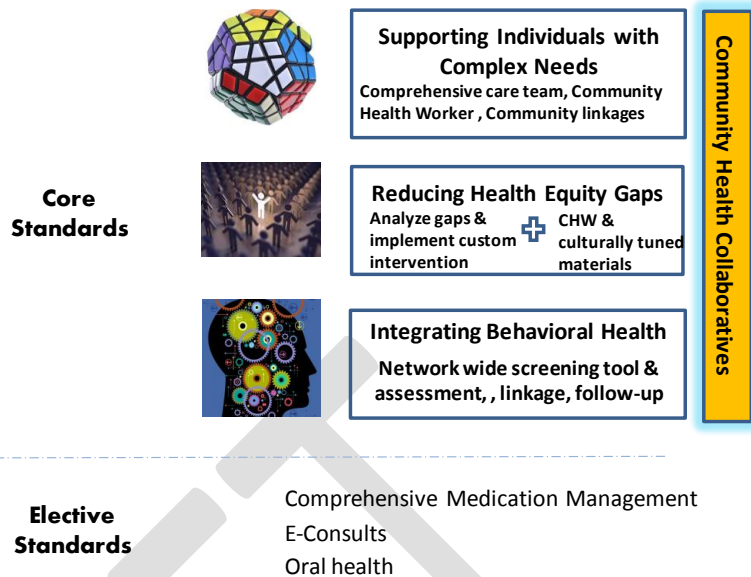 Supporting Individuals with
Complex Needs
Comprehensive care team, Community
Health Worker , Community linkages
Core
Standards
Reducing Health Equity Gaps
Analyze gaps &
implement custom
intervention
CHW &
culturally tuned
materials
Integrating Behavioral Health
Network wide screening tool &
assessment, , linkage, follow-up
Community Health Collaboratives
Elective
Standards
Comprehensive Medication Management
E-Consults
Oral health